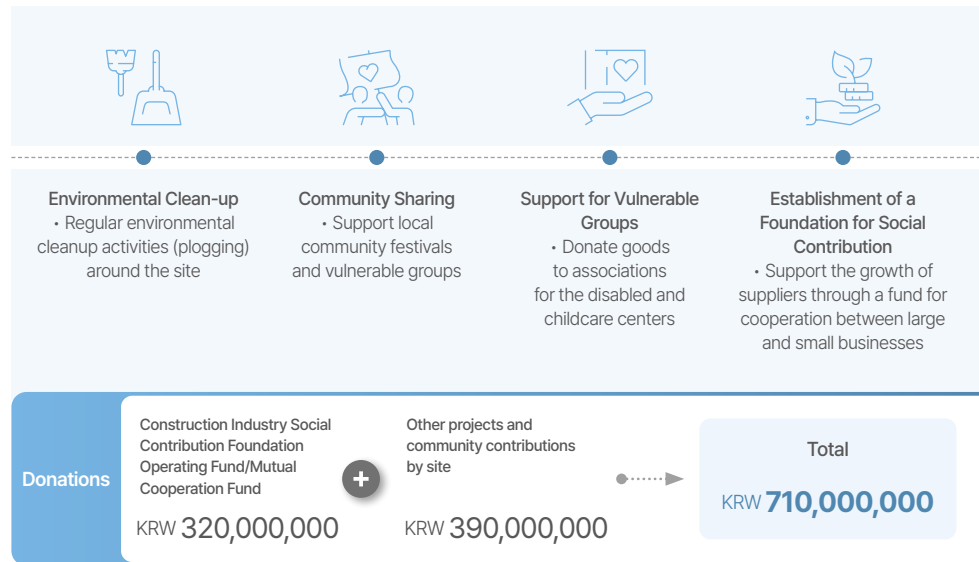 Environmental Clean-up
• Regular environmental
cleanup activities (plogging)
around the site
Community Sharing
• Support local
community festivals
and vulnerable groups
Support for Vulnerable
Groups
• Donate goods
to associations
for the disabled and
childcare centers
Establishment of a
Foundation for Social
Contribution
• Support the growth of
suppliers through a fund for
cooperation between large
and small businesses
Donations
Construction Industry Social
Contribution Foundation
Operating Fund/Mutual
Cooperation Fund
KRW 320,000,000
+
Other projects and
community contributions
by site
KRW 390,000,000
Total
KRW 710,000,000